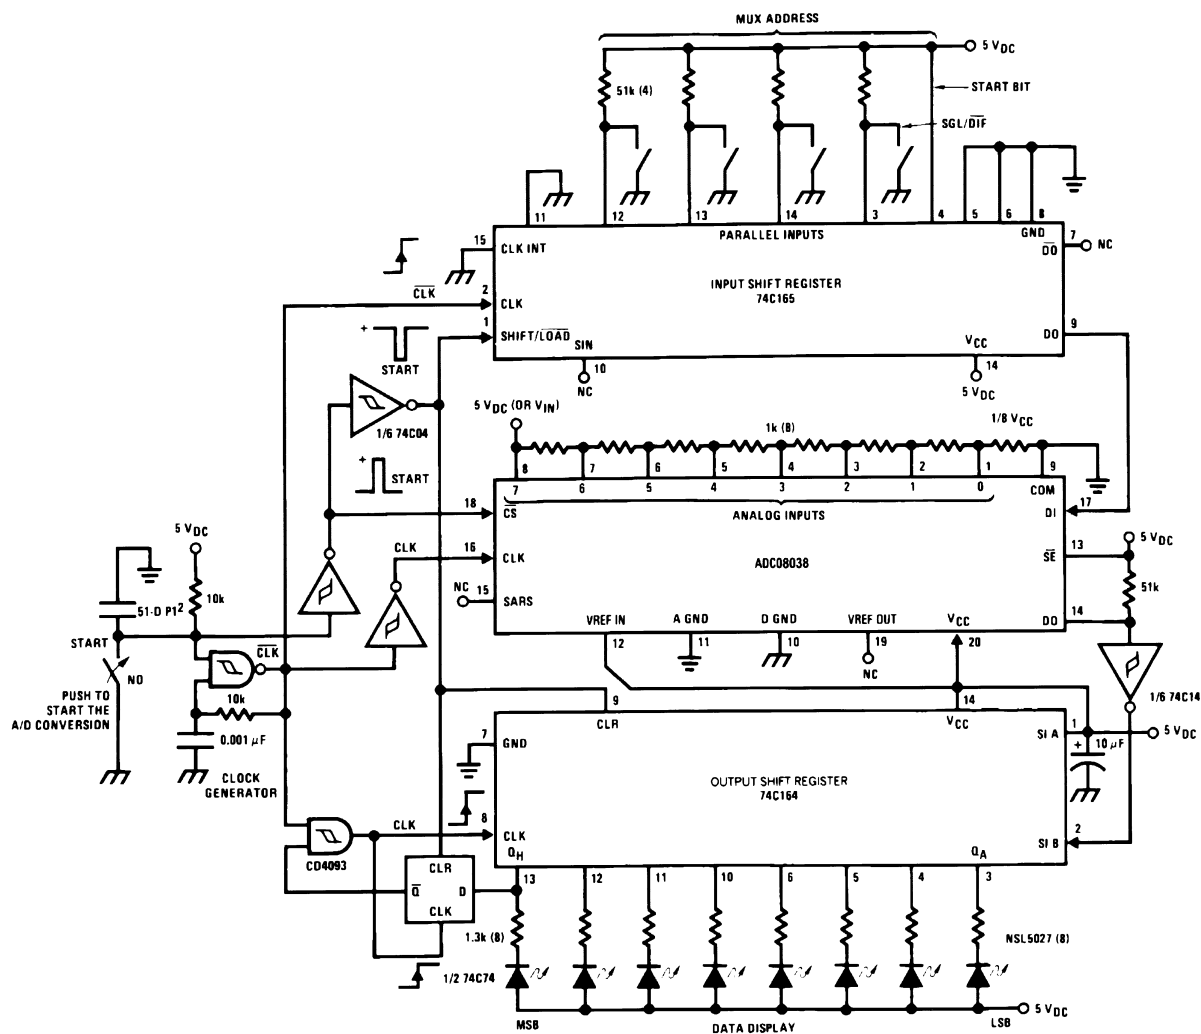 MUX ADDRESS
5 VDC
51k (4)
START BIT
SGL/DIF
11
12
13
14
3
4
5
6
8
GND
PARALLEL INPUTS
15
CLK INT
7
DO
NC
INPUT SHIFT REGISTER
74C165
CLK
2
CLK
1
SHIFT/LOAD
9
DO
SIN
10
NC
VCC
14
5 VDC
+
START
1/6 74C04
+
START
5 VDC (OR VIN)
1k (8)
1/8 VCC
8
7
6
5
4
3
2
1
9
7
6
5
4
3
2
1
0
COM
ANALOG INPUTS
18
CS
17
DI
CLK
16
CLK
ADC08038
13
SE
5 VDC
51k
NC
15
SARS
14
DO
VREF IN
A GND
D GND
VREF OUT
VCC
12
11
10
19
20
NC
1/6 74C14
5 VDC
10k
51-D P1²
START
NO
CLK
PUSH TO
START THE
A/D CONVERSION
10k
0.001 µF
CLOCK
GENERATOR
9
CLR
14
VCC
7
GND
1
SI A
5 VDC
+
10 µF
OUTPUT SHIFT REGISTER
74C164
CLK
8
CLK
2
SI B
CD4093
QH
QA
CLR
Q
D
CLK
13
12
11
10
6
5
4
3
1.3k (8)
NSL5027 (8)
1/2 74C74
MSB
DATA DISPLAY
LSB
5 VDC